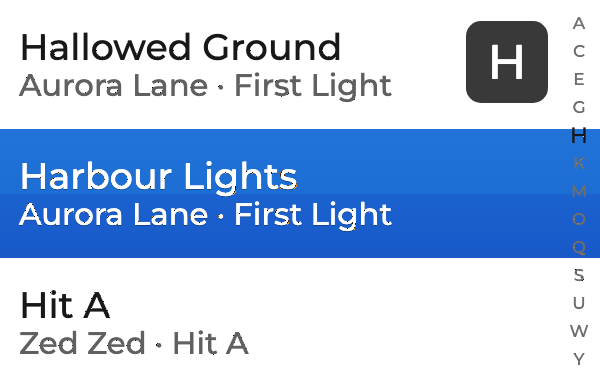 Hallowed Ground
Aurora Lane · First Light
H
Harbour Lights
Aurora Lane · First Light
Hit A
Zed Zed · Hit A
A
C
E
G
H
K
M
O
Q
S
U
W
Y